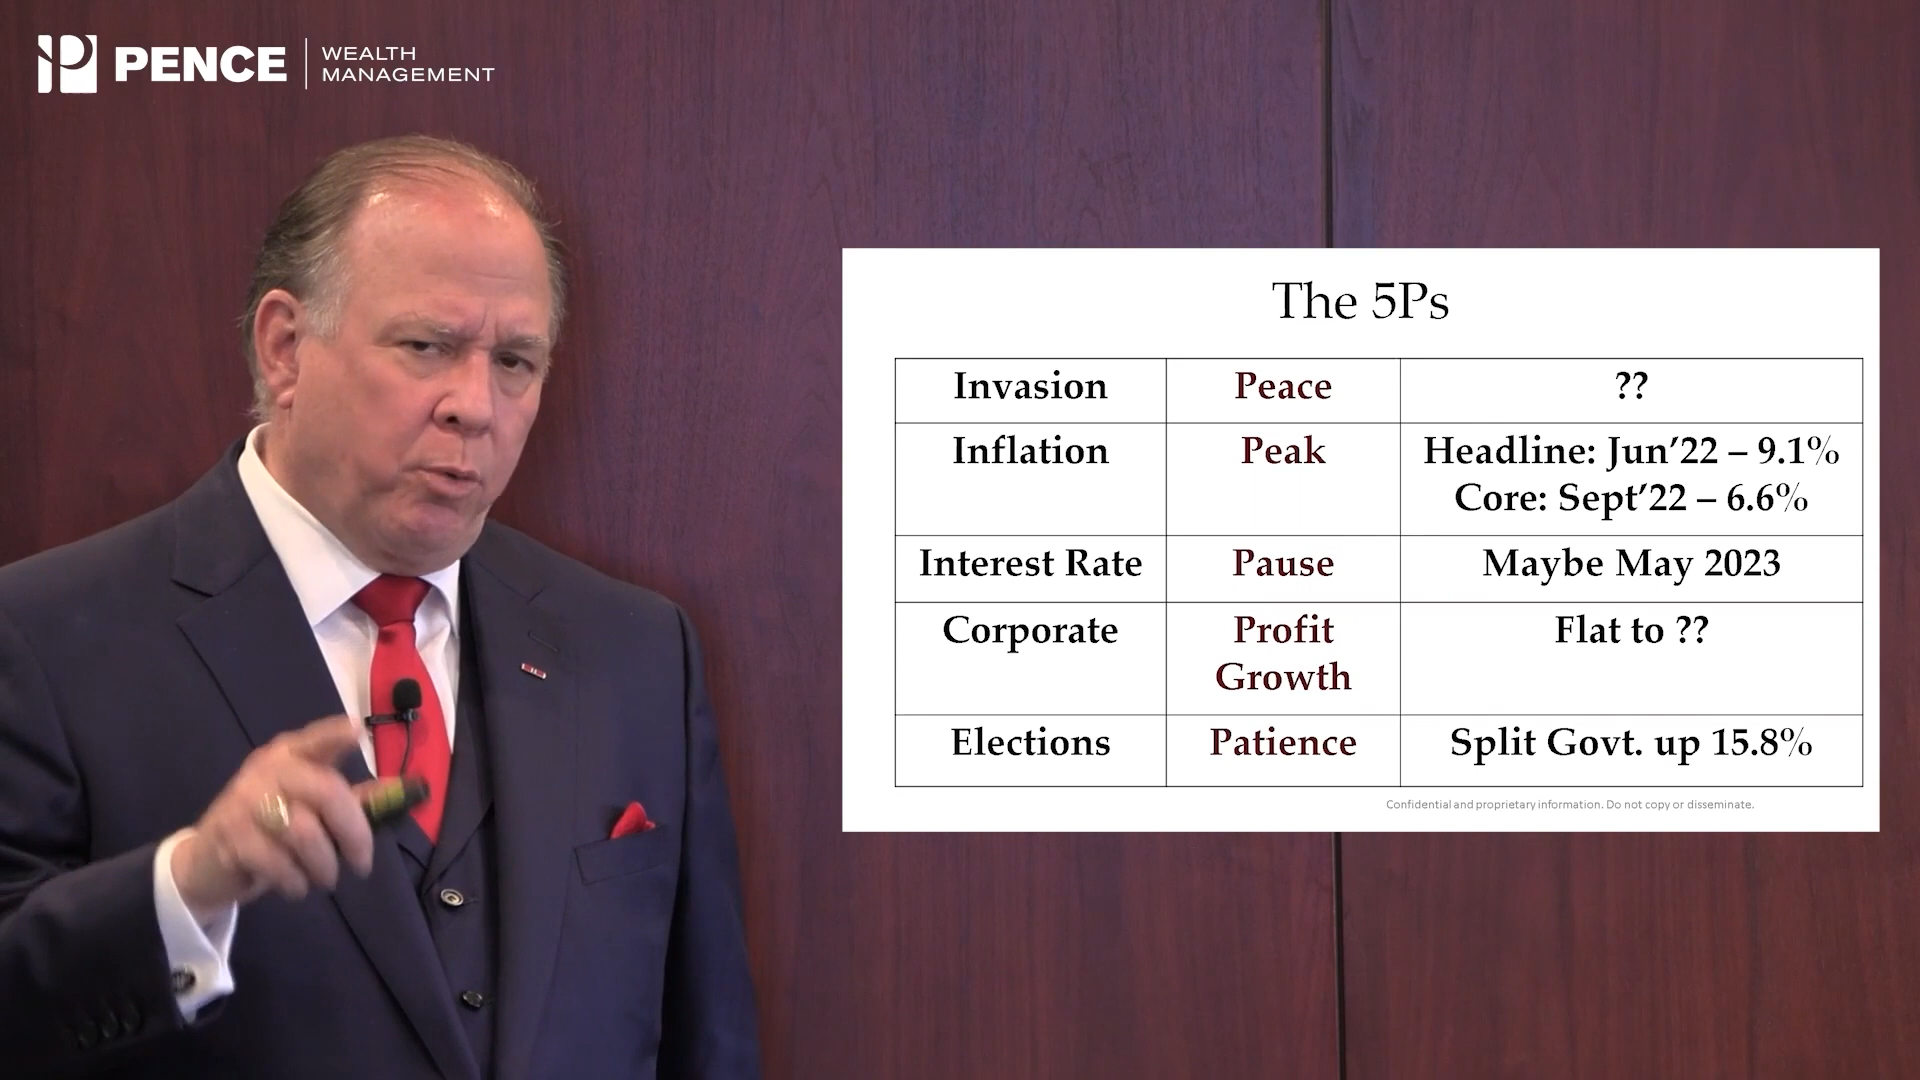 PENCE
WEALTH
MANAGEMENT
The 5Ps
Invasion Peace ??
Inflation Peak Headline: Jun’22 – 9.1%
Core: Sept’22 – 6.6%
Interest Rate Pause Maybe May 2023
Corporate Profit Flat to ??
Growth
Elections Patience Split Govt. up 15.8%
Confidential and proprietary information. Do not copy or disseminate.